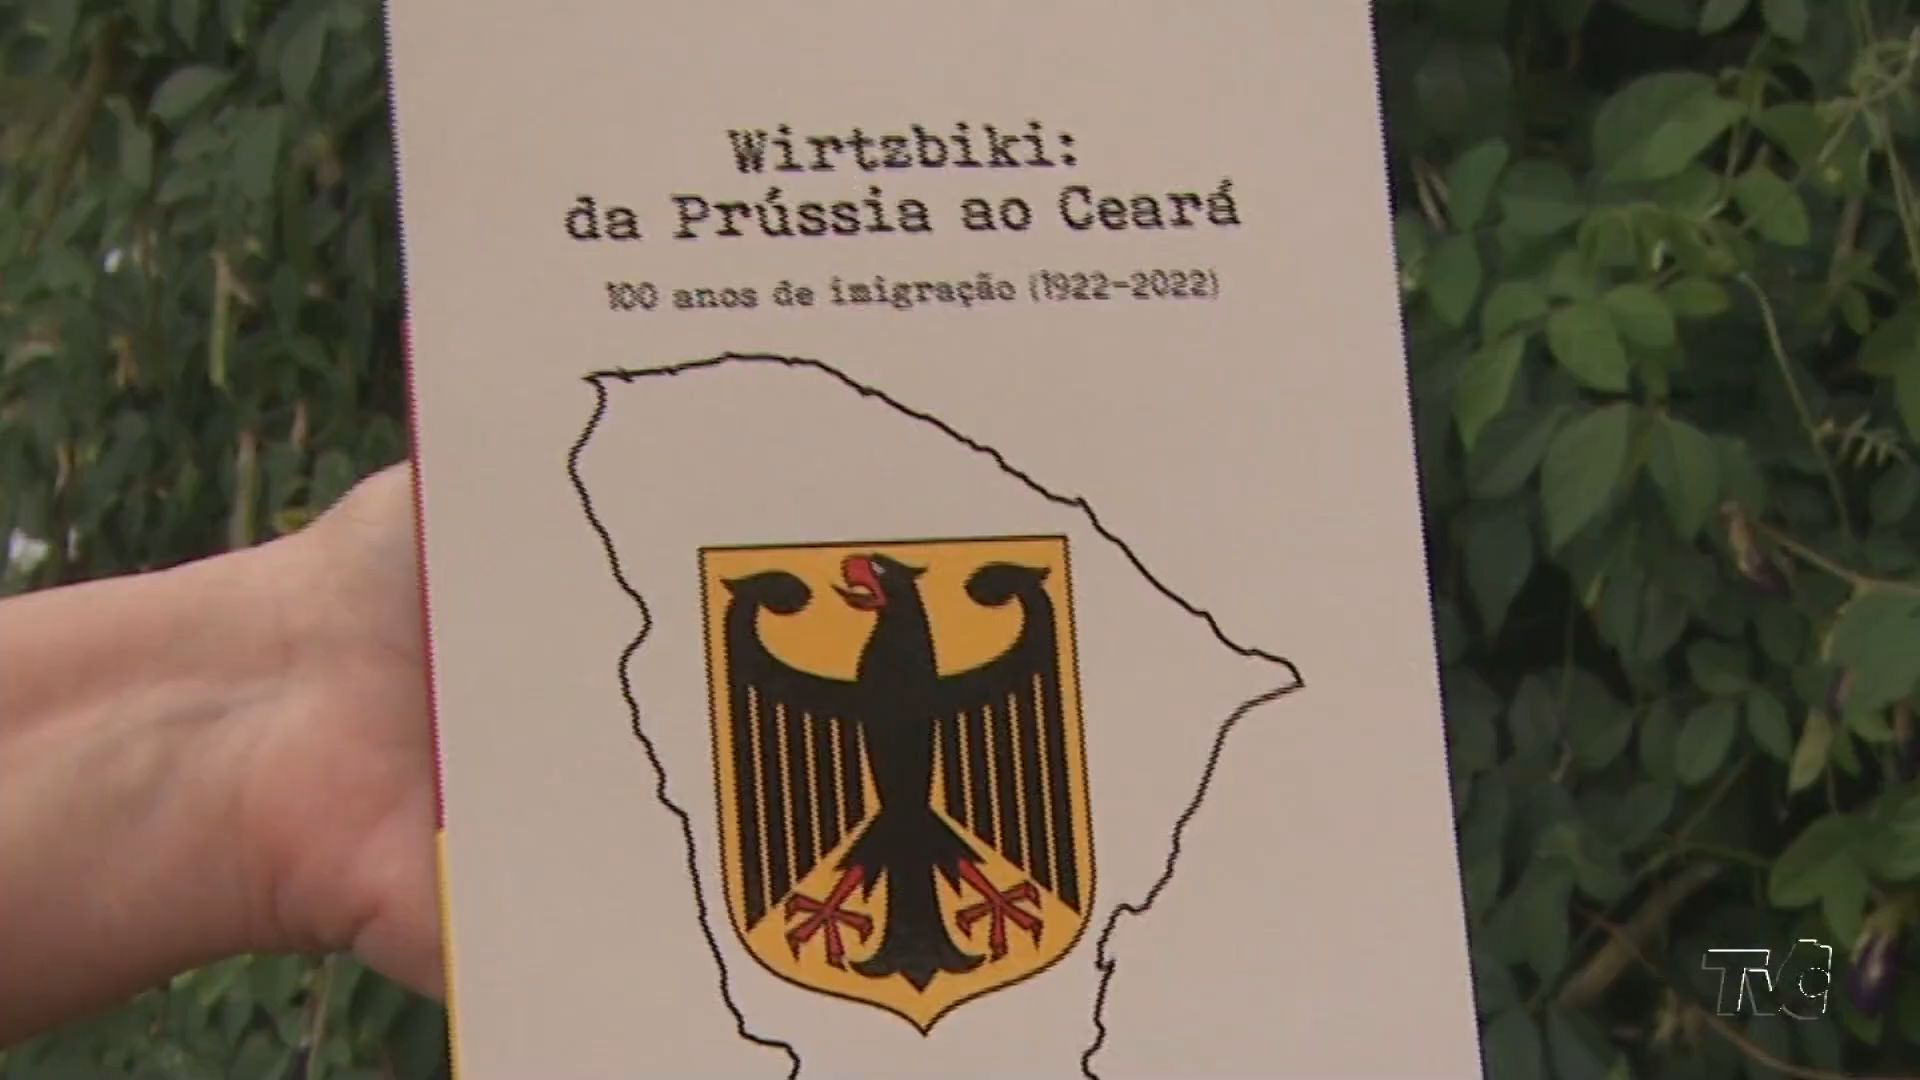 Wirtzbiki:
da Prússia ao Ceará
100 anos de imigração (1922-2022)
TVC